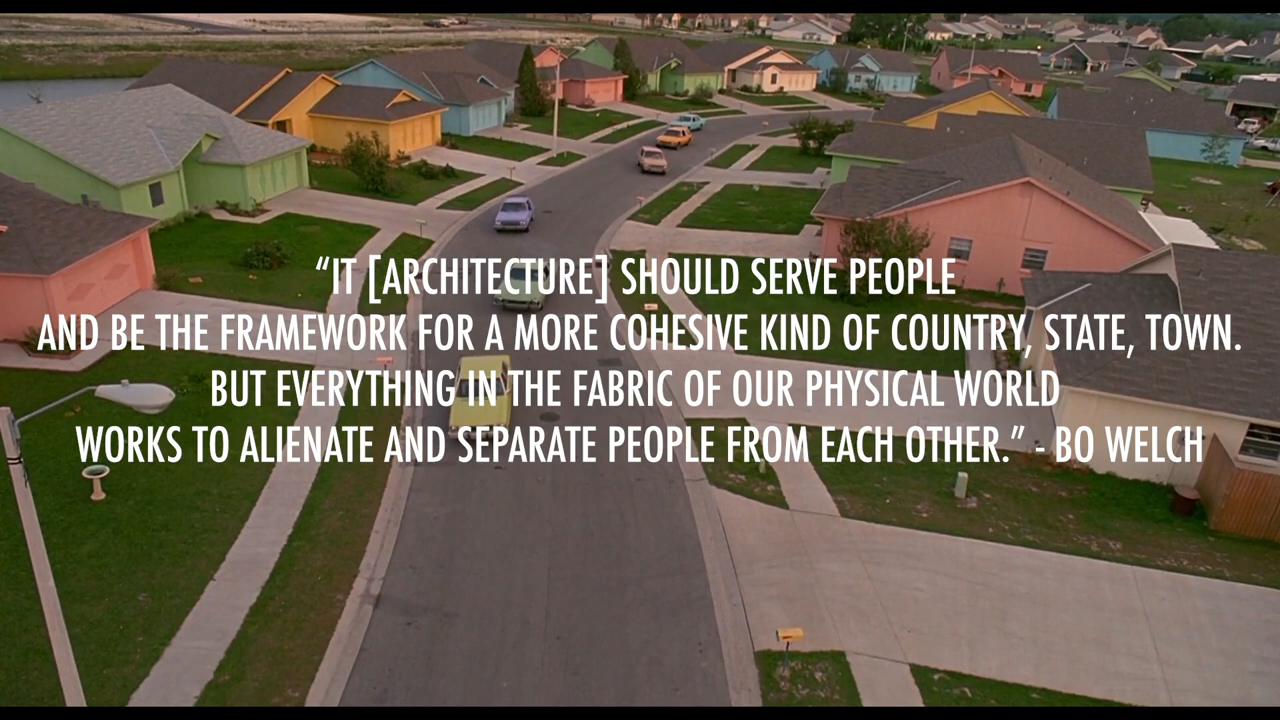 “IT [ARCHITECTURE] SHOULD SERVE PEOPLE
AND BE THE FRAMEWORK FOR A MORE COHESIVE KIND OF COUNTRY, STATE, TOWN.
BUT EVERYTHING IN THE FABRIC OF OUR PHYSICAL WORLD
WORKS TO ALIENATE AND SEPARATE PEOPLE FROM EACH OTHER.” - BO WELCH